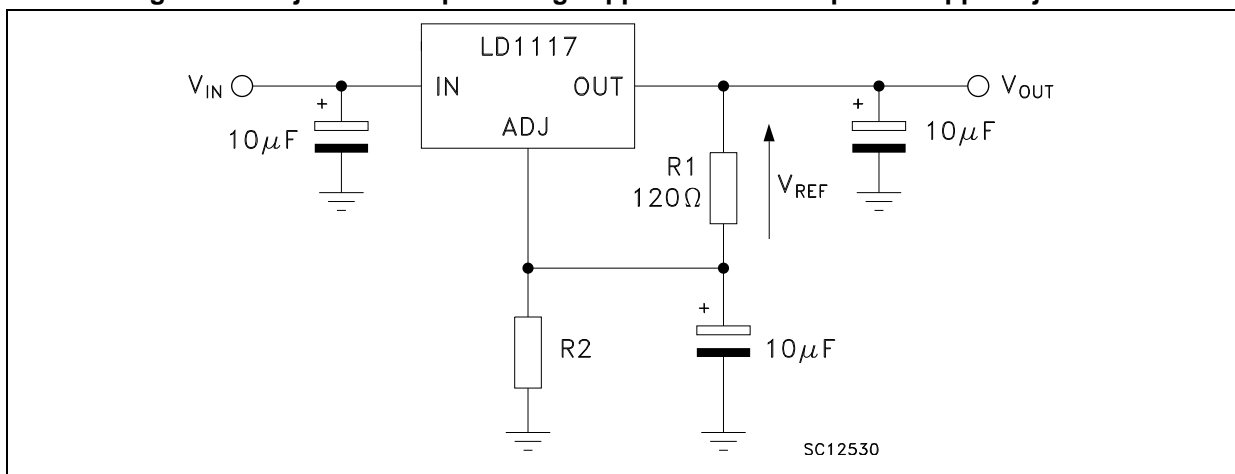 LD1117
V_IN
IN
OUT
V_OUT
ADJ
+
10μF
R1
120Ω
V_REF
+
10μF
+
R2
10μF
SC12530